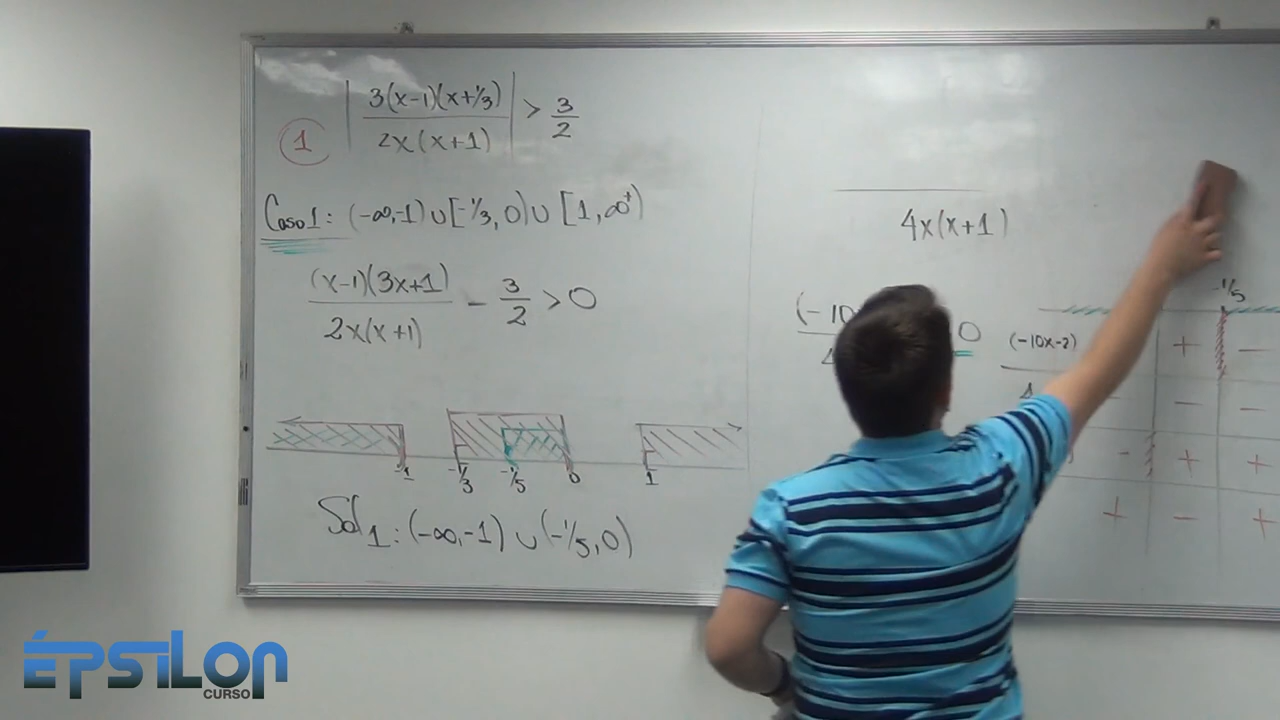 ① | 3(x-1)(x+1/3) / 2x(x+1) | > 3/2
Caso 1: (-∞,-1) ∪ [-1/3, 0) ∪ [1, ∞⁺)
(x-1)(3x+1) / 2x(x+1) - 3/2 > 0
-1 -1/3 -1/5 0 1
Sol₁: (-∞,-1) ∪ (-1/5, 0)
4x(x+1)
(-10
0
-1/5
(-10x-2) + -
- -
- + +
+ - +
ÉPSILON
CURSO